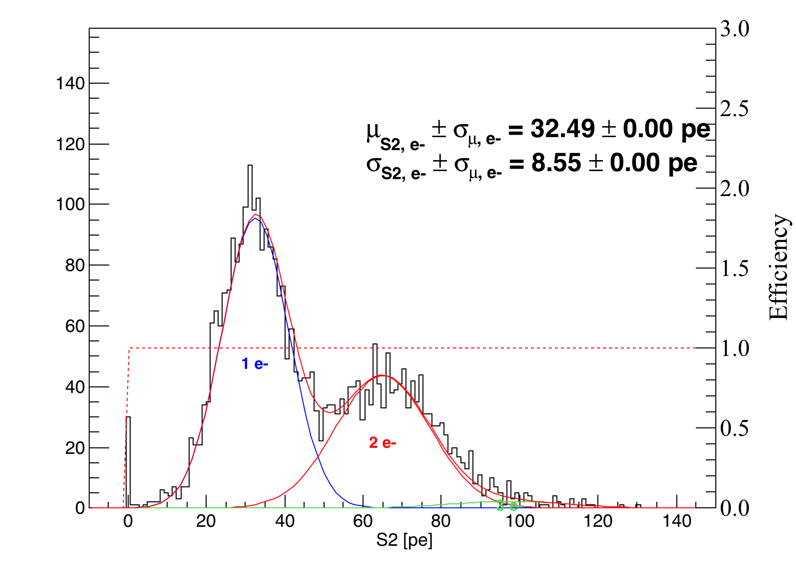 3.0
140
2.5
μS2, e- ± σμ, e- = 32.49 ± 0.00 pe
120
σS2, e- ± σμ, e- = 8.55 ± 0.00 pe
2.0
100
80
1.5
Efficiency
60
1.0
1 e-
40
2 e-
0.5
20
0
0.0
0 20 40 60 80 100 120 140
S2 [pe]